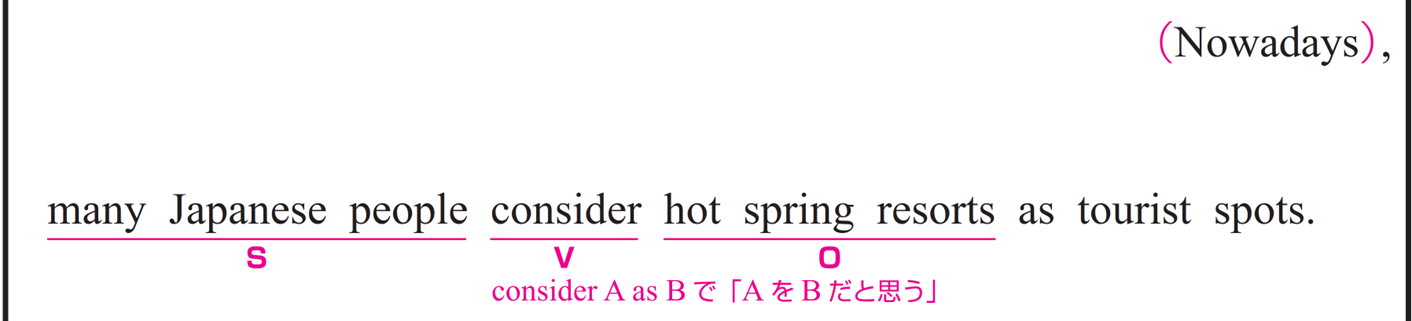 (Nowadays),
many Japanese people consider hot spring resorts as tourist spots.
S V O
consider A as B で「A を B だと思う」